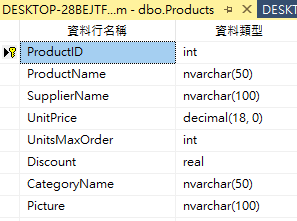 DESKTOP-28BEJTF...m - dbo.Products DESKT
資料行名稱 資料類型
ProductID int
ProductName nvarchar(50)
SupplierName nvarchar(100)
UnitPrice decimal(18, 0)
UnitsMaxOrder int
Discount real
CategoryName nvarchar(50)
Picture nvarchar(100)